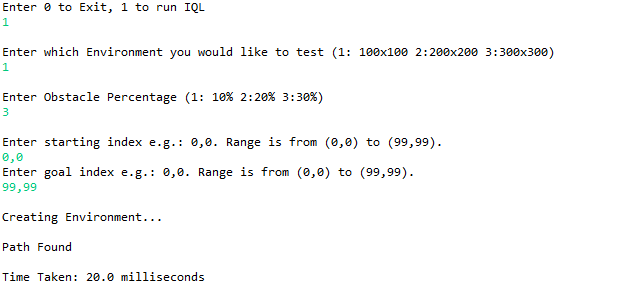 Enter 0 to Exit, 1 to run IQL
1
Enter which Environment you would like to test (1: 100x100 2:200x200 3:300x300)
1
Enter Obstacle Percentage (1: 10% 2:20% 3:30%)
3
Enter starting index e.g.: 0,0. Range is from (0,0) to (99,99).
0,0
Enter goal index e.g.: 0,0. Range is from (0,0) to (99,99).
99,99
Creating Environment...
Path Found
Time Taken: 20.0 milliseconds